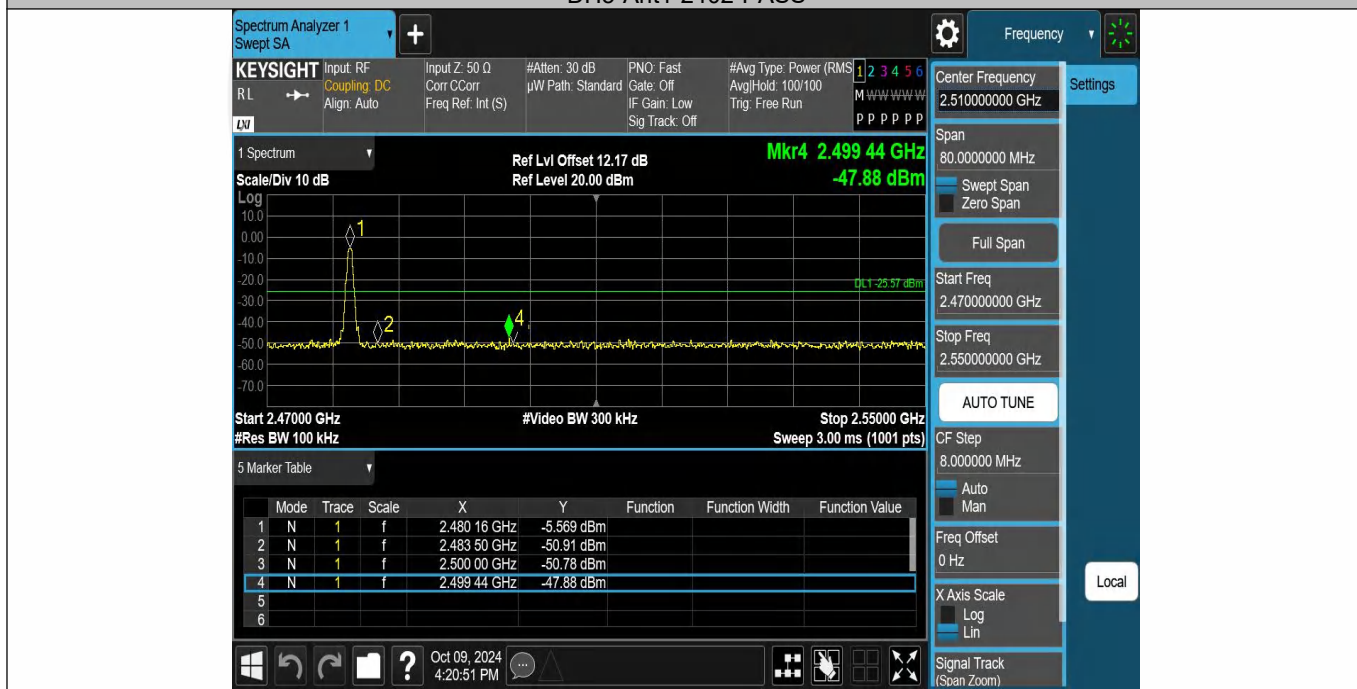 Spectrum Analyzer 1
Swept SA
Frequency
KEYSIGHT
RL
LXI
Input: RF
Coupling: DC
Align: Auto
Input Z: 50 Ω
Corr CCorr
Freq Ref: Int (S)
#Atten: 30 dB
µW Path: Standard
PNO: Fast
Gate: Off
IF Gain: Low
Sig Track: Off
#Avg Type: Power (RMS
Avg|Hold: 100/100
Trig: Free Run
1 2 3 4 5 6
M W W W W W
P P P P P P
1 Spectrum
Scale/Div 10 dB
Ref Lvl Offset 12.17 dB
Ref Level 20.00 dBm
Mkr4 2.499 44 GHz
-47.88 dBm
Log
10.0
0.00
-10.0
-20.0
-30.0
-40.0
-50.0
-60.0
-70.0
1
2
4
DL1 -25.57 dBm
Start 2.47000 GHz
#Video BW 300 kHz
Stop 2.55000 GHz
#Res BW 100 kHz
Sweep 3.00 ms (1001 pts)
5 Marker Table
Mode Trace Scale X Y Function Function Width Function Value
1 N 1 f 2.480 16 GHz -5.569 dBm
2 N 1 f 2.483 50 GHz -50.91 dBm
3 N 1 f 2.500 00 GHz -50.78 dBm
4 N 1 f 2.499 44 GHz -47.88 dBm
5
6
Oct 09, 2024
4:20:51 PM
Settings
Center Frequency
2.510000000 GHz
Span
80.0000000 MHz
Swept Span
Zero Span
Full Span
Start Freq
2.470000000 GHz
Stop Freq
2.550000000 GHz
AUTO TUNE
CF Step
8.000000 MHz
Auto
Man
Freq Offset
0 Hz
X Axis Scale
Log
Lin
Signal Track
(Span Zoom)
Local